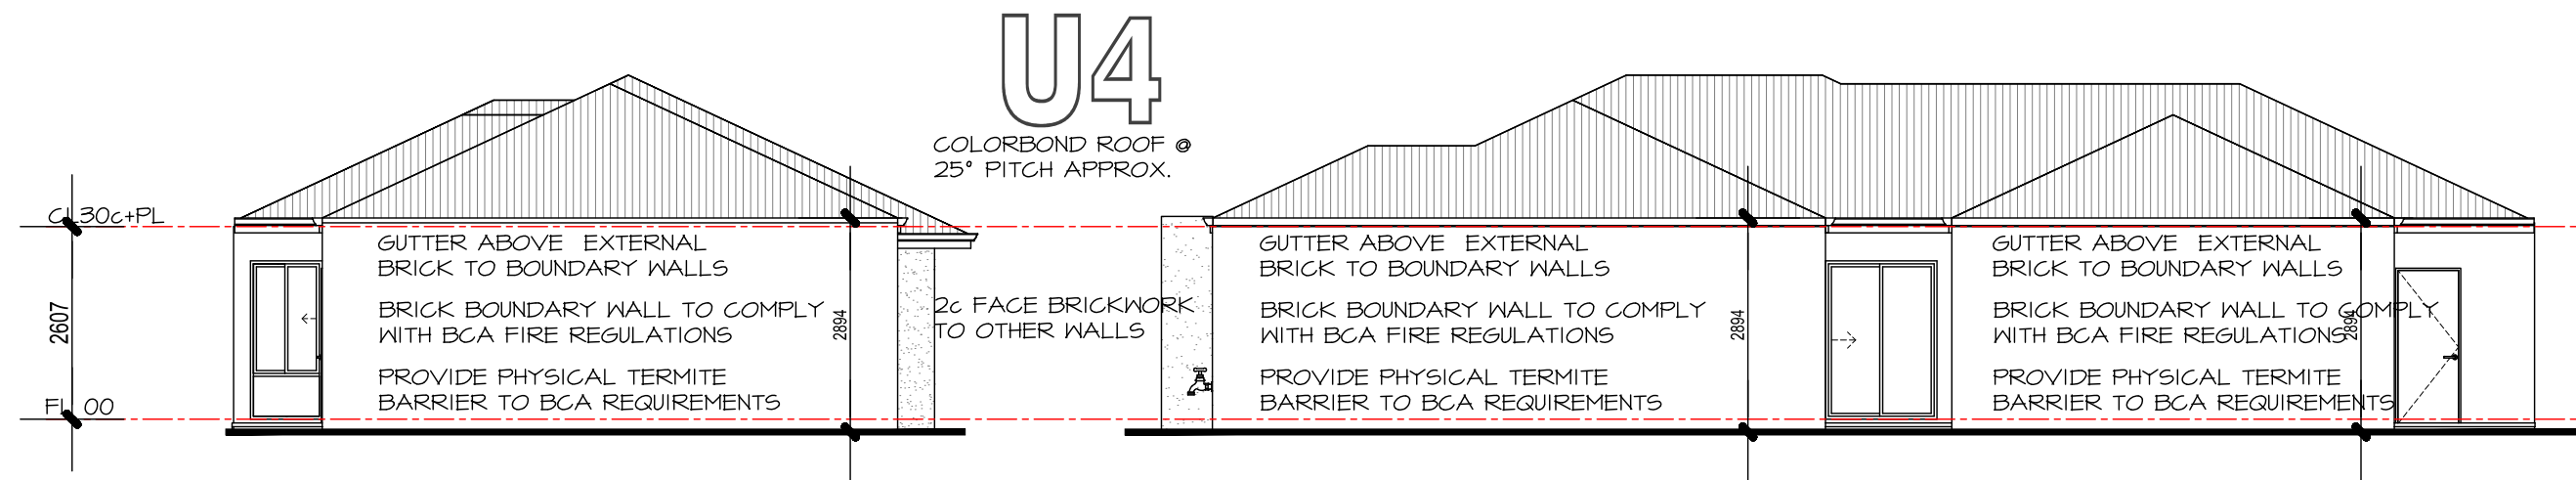 U4
COLORBOND ROOF @
25° PITCH APPROX.
CL30c+PL
2607
FL 00
GUTTER ABOVE EXTERNAL
BRICK TO BOUNDARY WALLS
BRICK BOUNDARY WALL TO COMPLY
WITH BCA FIRE REGULATIONS
PROVIDE PHYSICAL TERMITE
BARRIER TO BCA REQUIREMENTS
2894
2c FACE BRICKWORK
TO OTHER WALLS
GUTTER ABOVE EXTERNAL
BRICK TO BOUNDARY WALLS
BRICK BOUNDARY WALL TO COMPLY
WITH BCA FIRE REGULATIONS
PROVIDE PHYSICAL TERMITE
BARRIER TO BCA REQUIREMENTS
2894
GUTTER ABOVE EXTERNAL
BRICK TO BOUNDARY WALLS
BRICK BOUNDARY WALL TO COMPLY
WITH BCA FIRE REGULATIONS
PROVIDE PHYSICAL TERMITE
BARRIER TO BCA REQUIREMENTS
2894